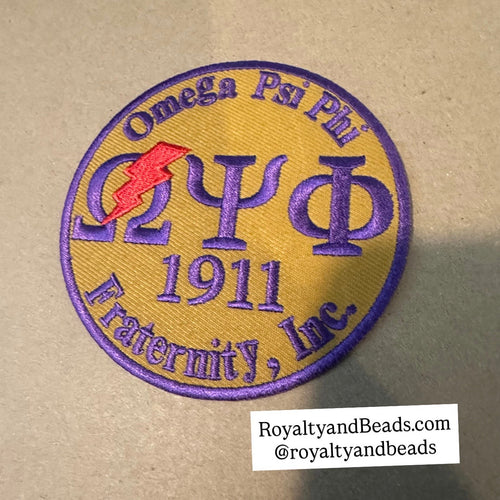 Omega Psi Phi
ΩΨΦ
1911
Fraternity, Inc.
RoyaltyandBeads.com
@royaltyandbeads